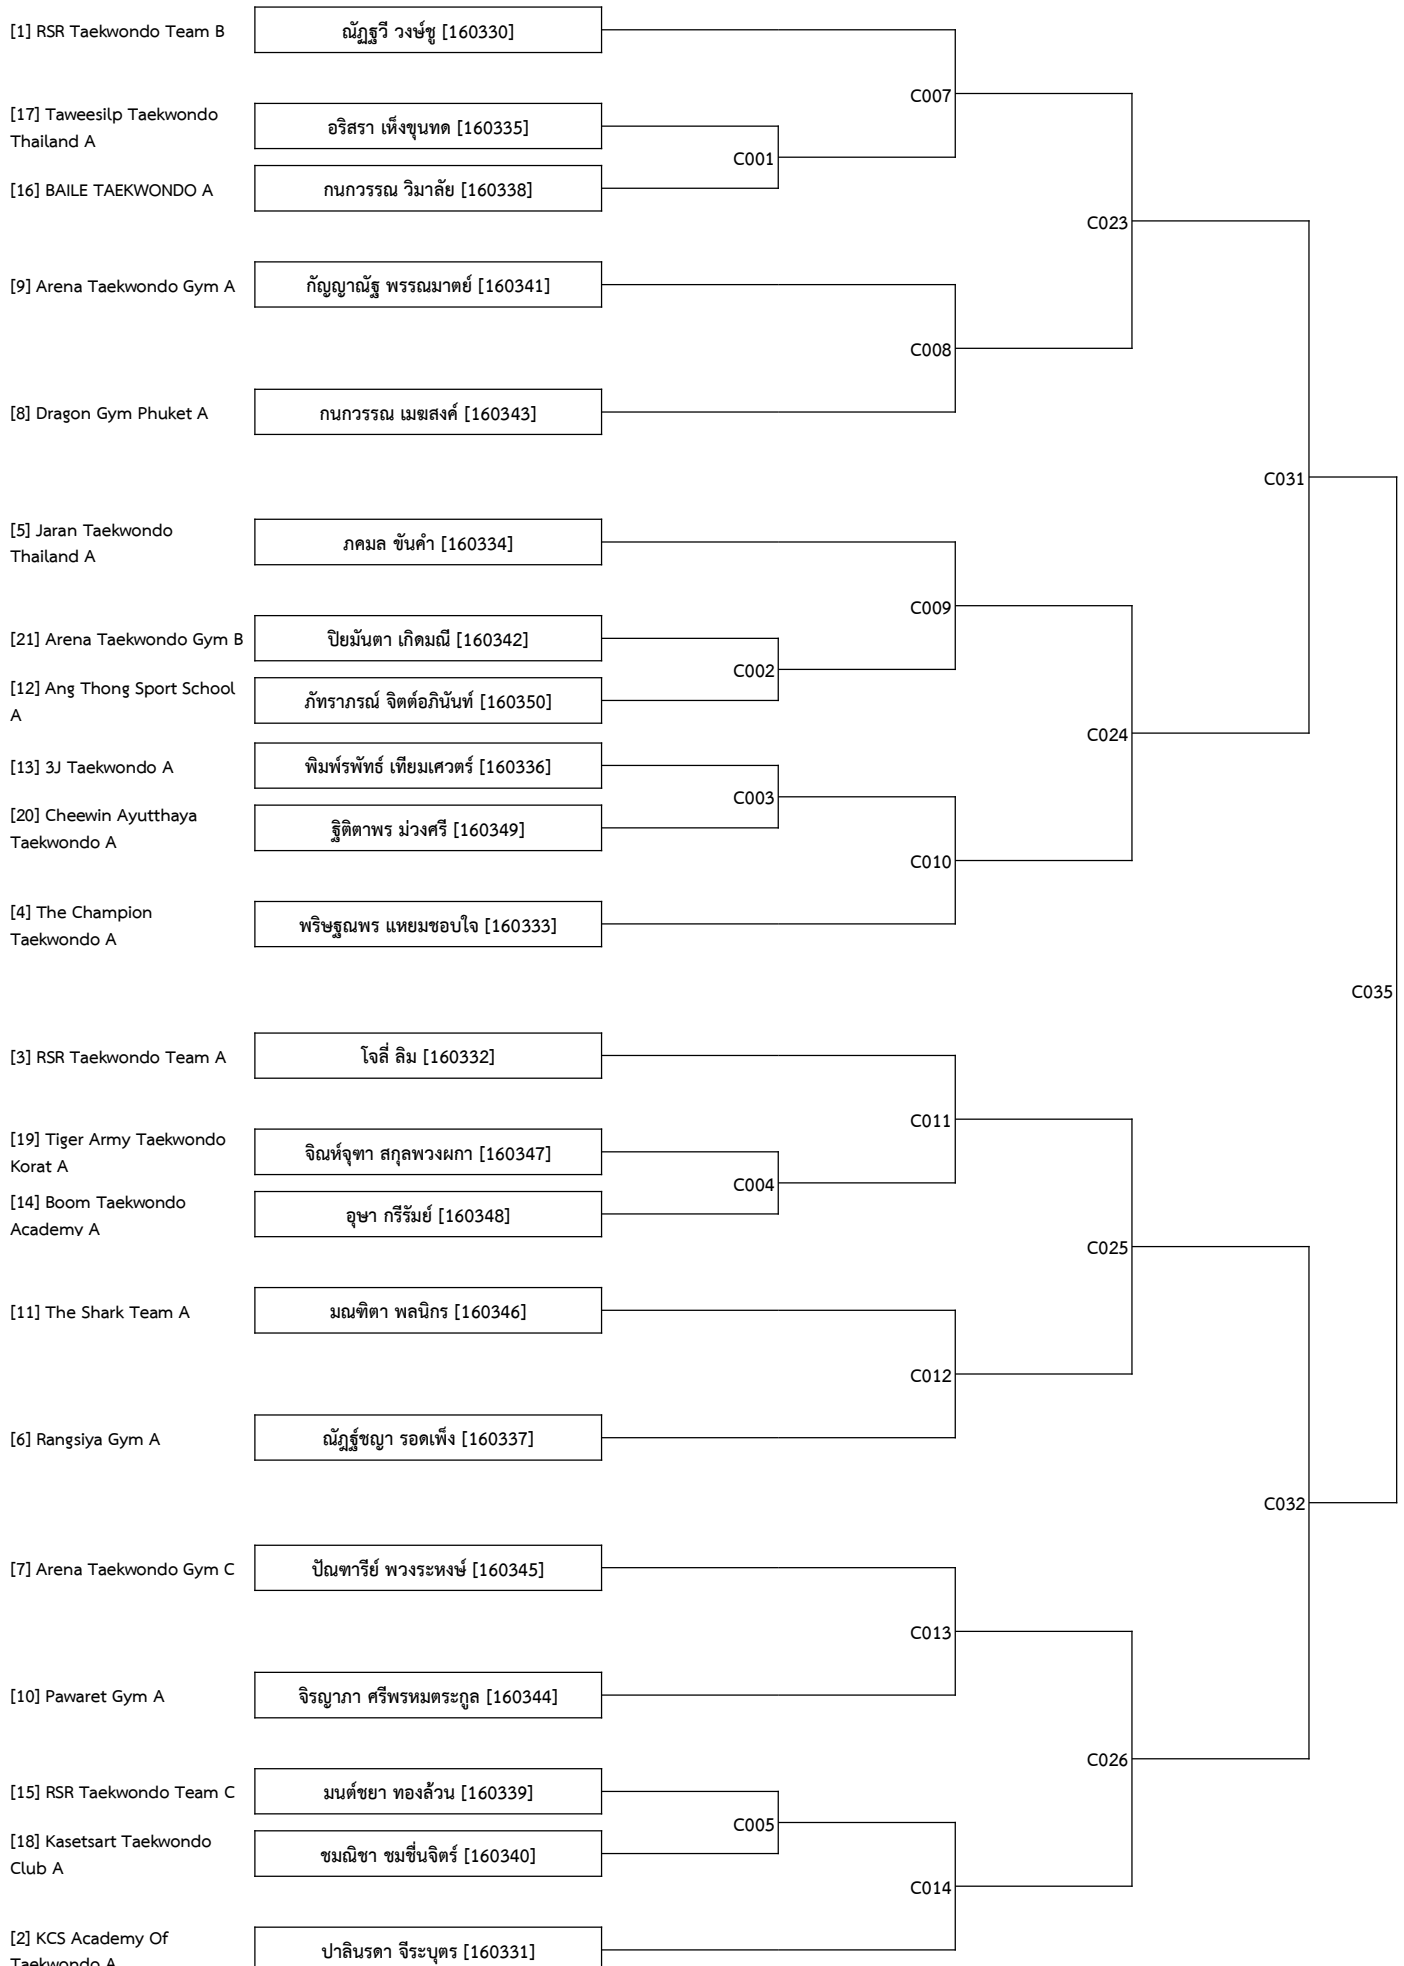 [1] RSR Taekwondo Team B
ณัฏฐวี วงษ์ชู [160330]
C007
[17] Taweesilp Taekwondo
Thailand A
อริสรา เห็งขุนทด [160335]
C001
[16] BAILE TAEKWONDO A
กนกวรรณ วิมาลัย [160338]
C023
[9] Arena Taekwondo Gym A
กัญญาณัฐ พรรณมาตย์ [160341]
C008
[8] Dragon Gym Phuket A
กนกวรรณ เมฆสงค์ [160343]
C031
[5] Jaran Taekwondo
Thailand A
ภคมล ขันคำ [160334]
C009
[21] Arena Taekwondo Gym B
ปิยมันตา เกิดมณี [160342]
C002
[12] Ang Thong Sport School
A
ภัทราภรณ์ จิตต์อภินันท์ [160350]
C024
[13] 3J Taekwondo A
พิมพ์รพัทธ์ เทียมเศวตร์ [160336]
C003
[20] Cheewin Ayutthaya
Taekwondo A
ฐิติตาพร ม่วงศรี [160349]
C010
[4] The Champion
Taekwondo A
พริษฐณพร แหยมชอบใจ [160333]
C035
[3] RSR Taekwondo Team A
โจลี่ ลิม [160332]
C011
[19] Tiger Army Taekwondo
Korat A
จิณห์จุฑา สกุลพวงผกา [160347]
C004
[14] Boom Taekwondo
Academy A
อุษา กรีรัมย์ [160348]
C025
[11] The Shark Team A
มณฑิตา พลนิกร [160346]
C012
[6] Rangsiya Gym A
ณัฎฐ์ชญา รอดเพ็ง [160337]
C032
[7] Arena Taekwondo Gym C
ปัณฑารีย์ พวงระหงษ์ [160345]
C013
[10] Pawaret Gym A
จิรญาภา ศรีพรหมตระกูล [160344]
C026
[15] RSR Taekwondo Team C
มนต์ชยา ทองล้วน [160339]
C005
[18] Kasetsart Taekwondo
Club A
ชมณิชา ชมชื่นจิตร์ [160340]
C014
[2] KCS Academy Of
Taekwondo A
ปาลินรดา จีระบุตร [160331]